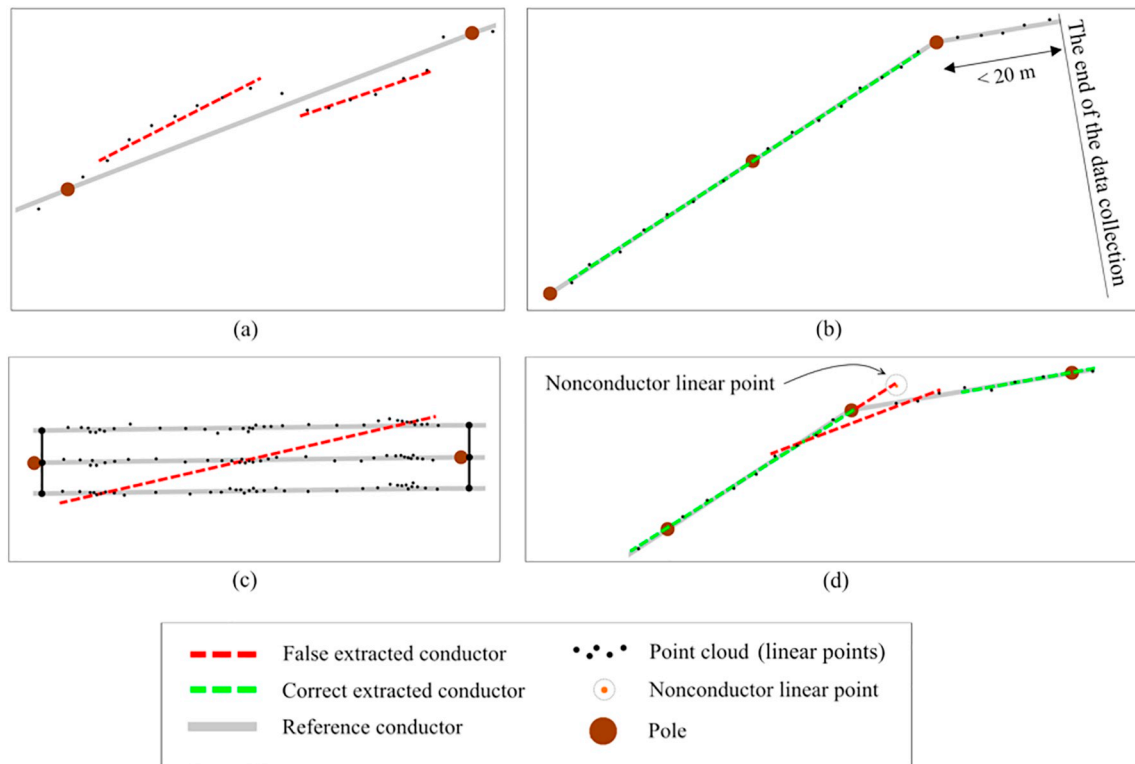 < 20 m
The end of the data collection
(a)
(b)
Nonconductor linear point
(c)
(d)
False extracted conductor
Correct extracted conductor
Reference conductor
Point cloud (linear points)
Nonconductor linear point
Pole